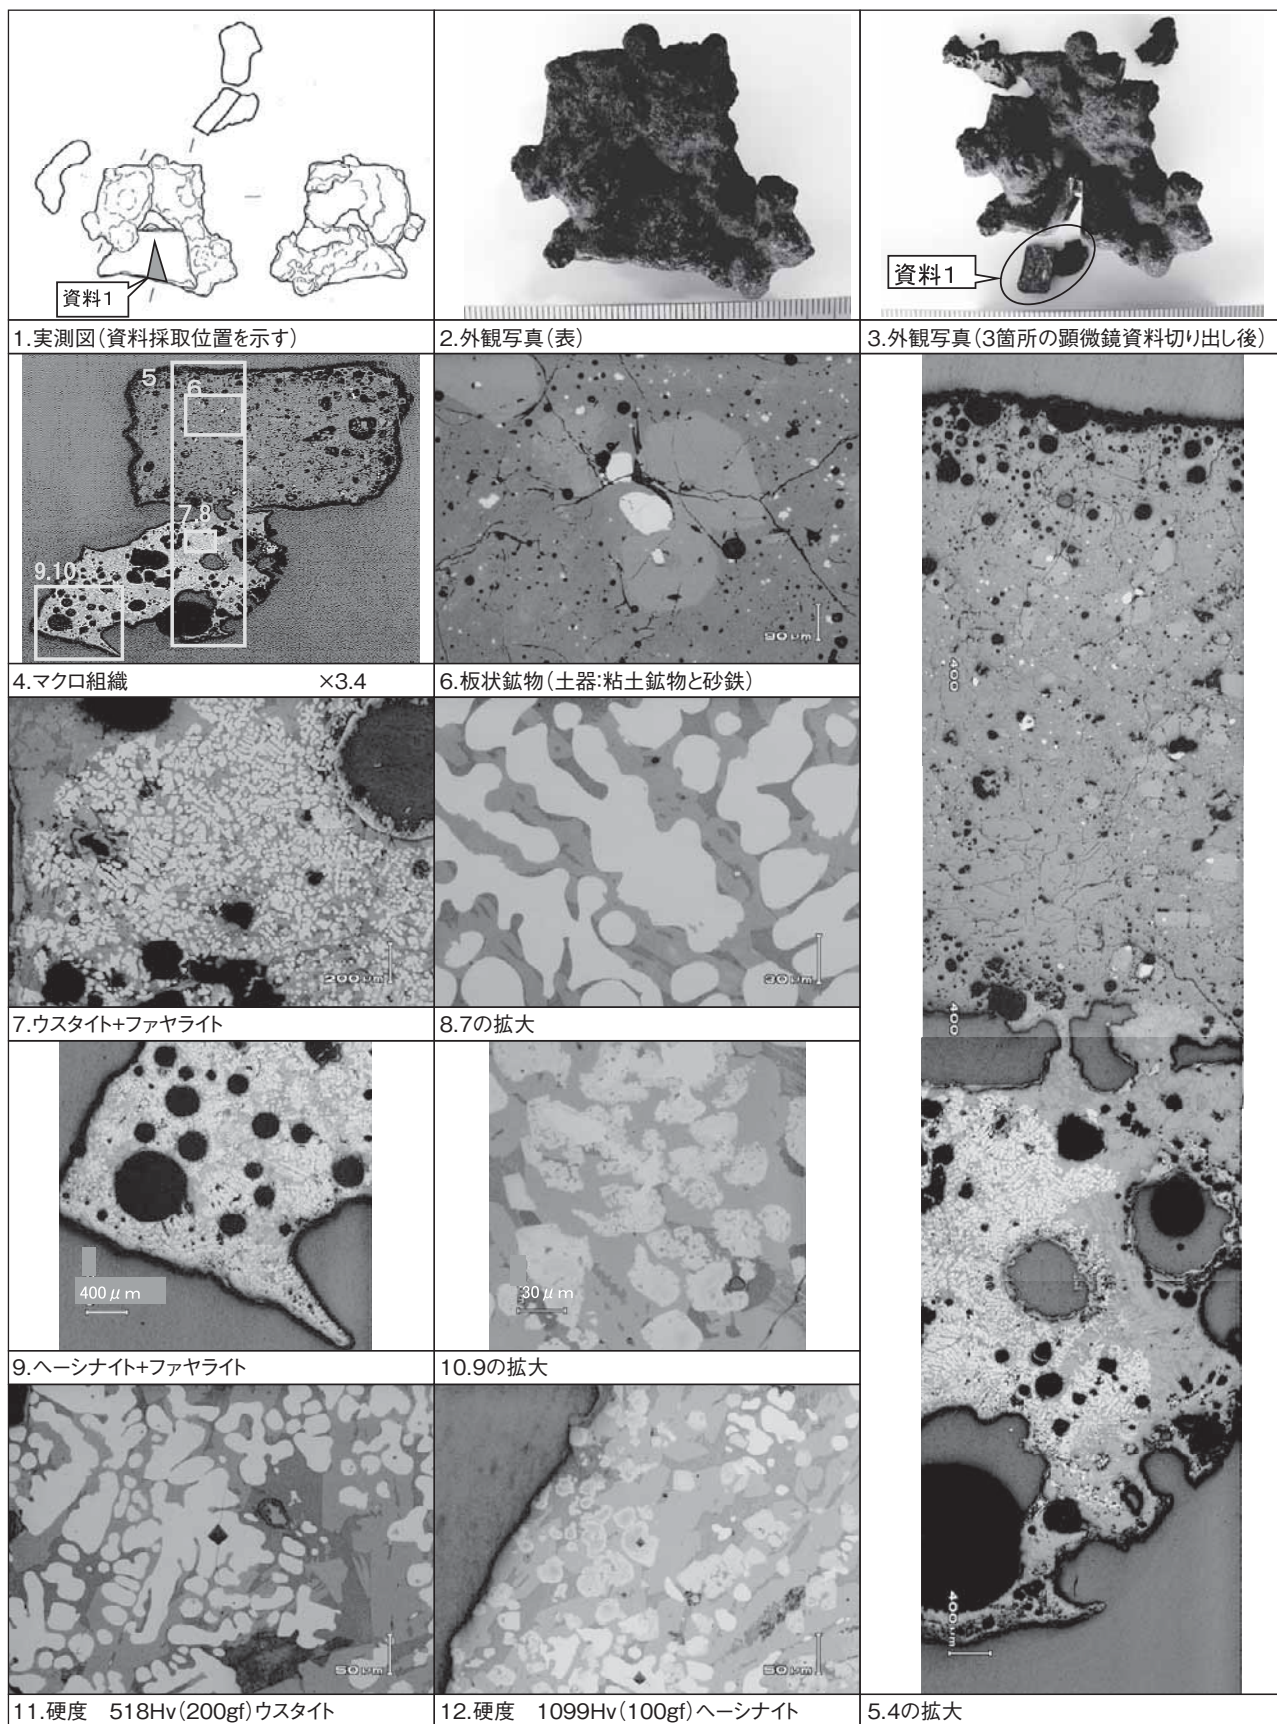 資料1
資料1
1.実測図(資料採取位置を示す)
2.外観写真(表)
3.外観写真(3箇所の顕微鏡資料切り出し後)
5
6
7.8
9.10
90μm
4.マクロ組織 ×3.4
6.板状鉱物(土器:粘土鉱物と砂鉄)
400
200μm
30μm
400
7.ウスタイト+ファヤライト
8.7の拡大
400μm
30μm
9.ヘーシナイト+ファヤライト
10.9の拡大
50μm
50μm
400μm
11.硬度 518Hv(200gf)ウスタイト
12.硬度 1099Hv(100gf)ヘーシナイト
5.4の拡大